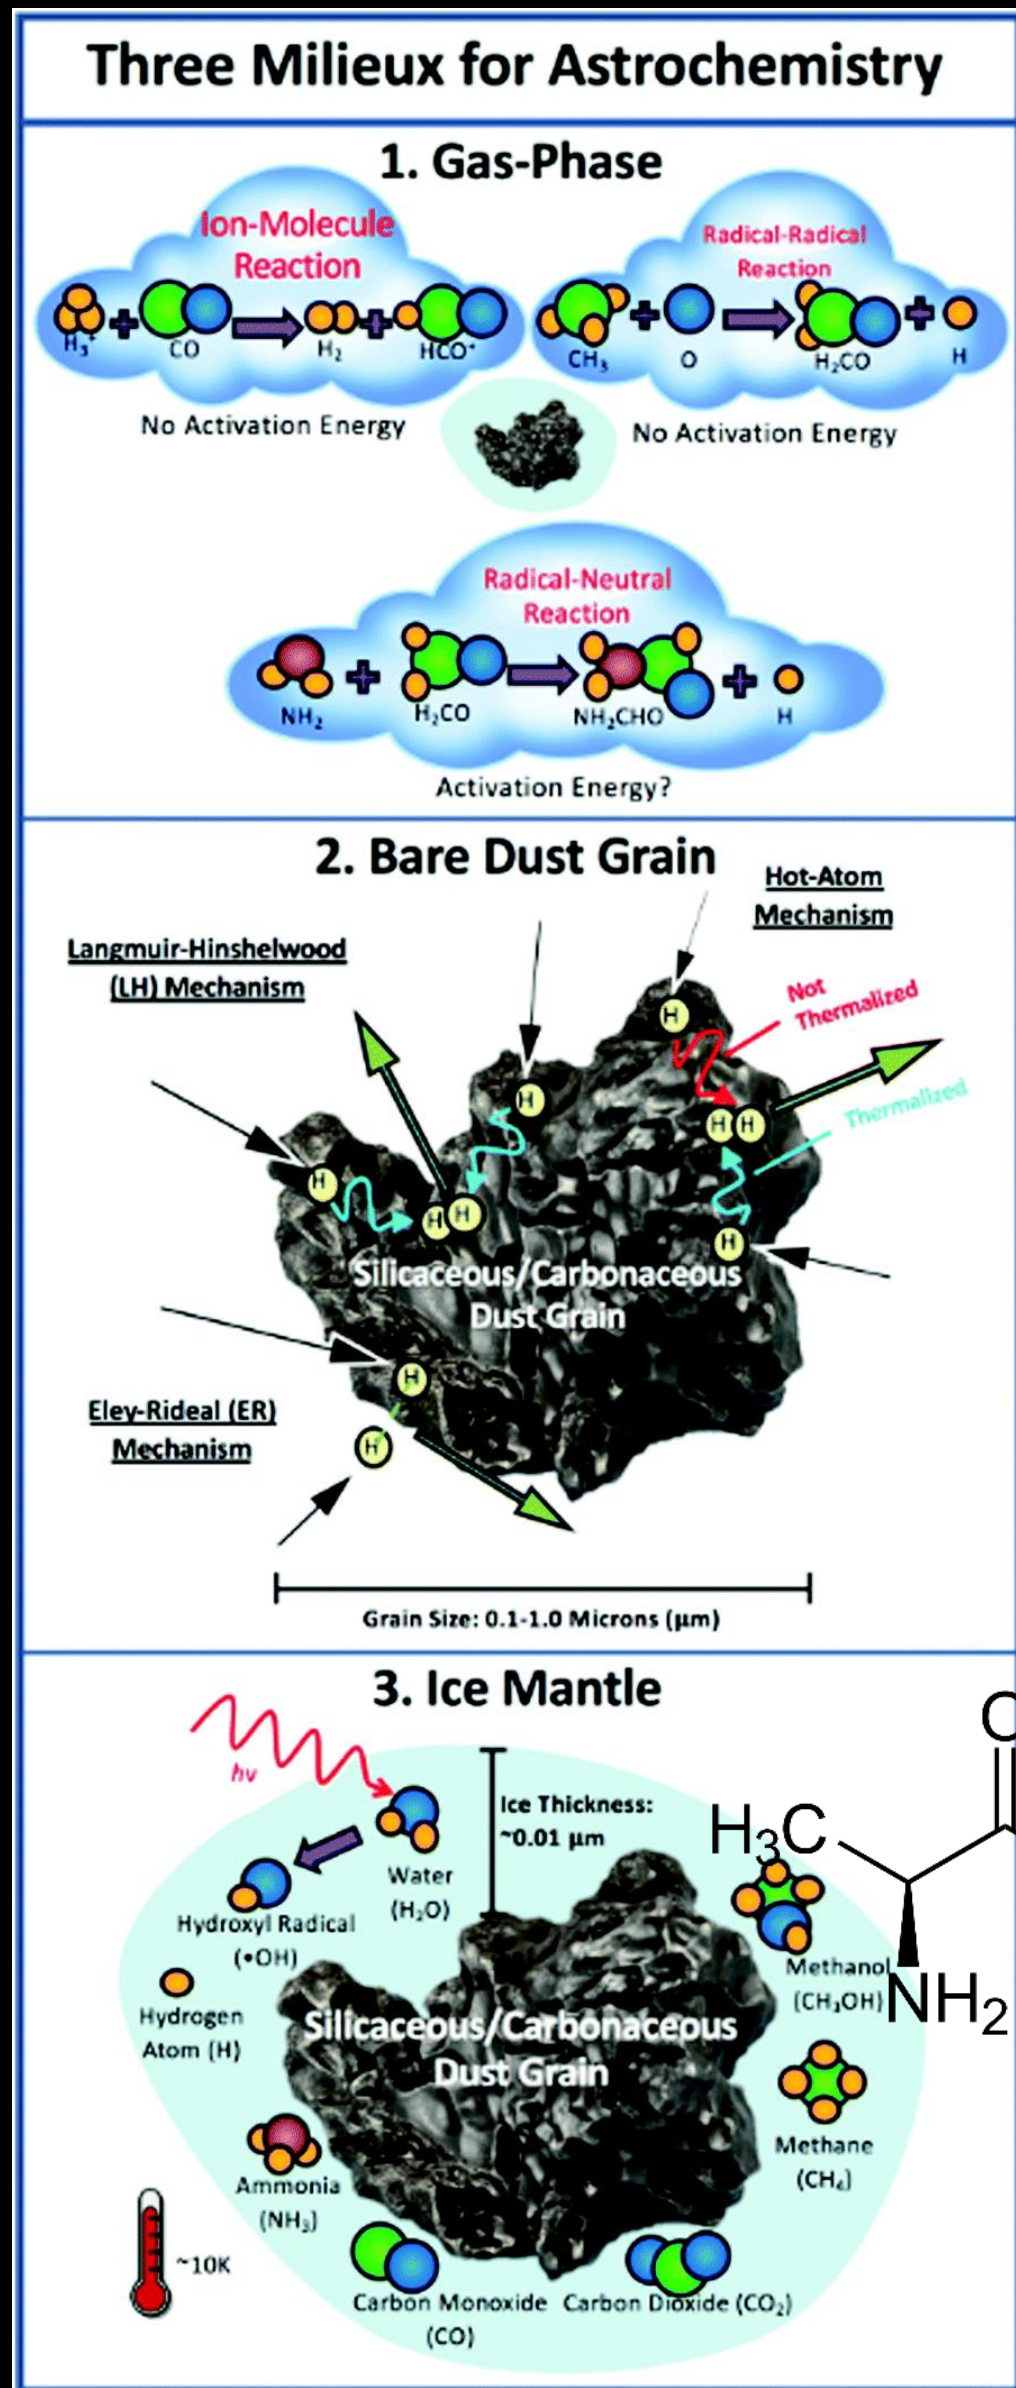 Three Milieux for Astrochemistry
1. Gas-Phase
Ion-Molecule
Reaction
H₃⁺
CO
H₂
HCO⁺
No Activation Energy
Radical-Radical
Reaction
CH₃
O
H₂CO
H
No Activation Energy
Radical-Neutral
Reaction
NH₂
H₂CO
NH₂CHO
H
Activation Energy?
2. Bare Dust Grain
Hot-Atom
Mechanism
Langmuir-Hinshelwood
(LH) Mechanism
Not
Thermalized
Thermalized
H
H
H H
H
H H
H
Silicaceous/Carbonaceous
Dust Grain
H
H
Eley-Rideal (ER)
Mechanism
Grain Size: 0.1-1.0 Microns (μm)
3. Ice Mantle
hν
Ice Thickness:
~0.01 μm
Water
(H₂O)
Hydroxyl Radical
(•OH)
Hydrogen
Atom (H)
Silicaceous/Carbonaceous
Dust Grain
Ammonia
(NH₃)
~10K
Carbon Monoxide
(CO)
Carbon Dioxide (CO₂)
Methanol
(CH₃OH)
Methane
(CH₄)
H₃C
NH₂